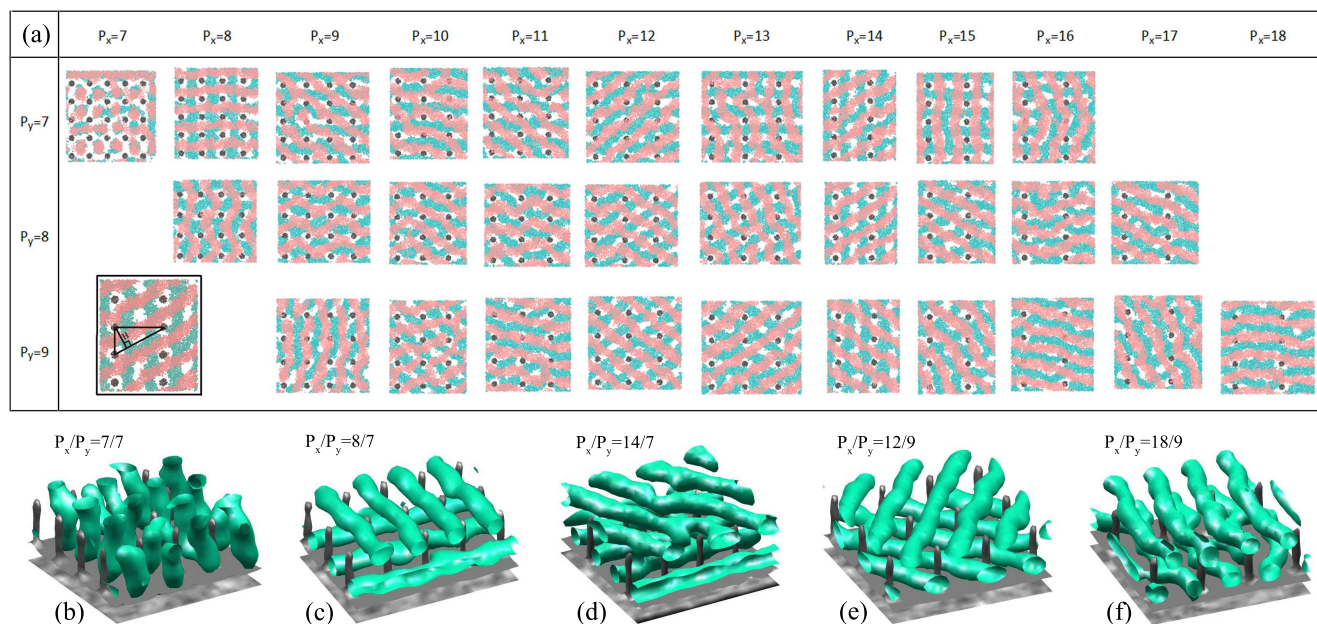 (a) Px=7 Px=8 Px=9 Px=10 Px=11 Px=12 Px=13 Px=14 Px=15 Px=16 Px=17 Px=18
Py=7
Py=8
Py=9
H
Px/Py=7/7 Px/Py=8/7 Px/Py=14/7 Px/Py=12/9 Px/Py=18/9
(b) (c) (d) (e) (f)